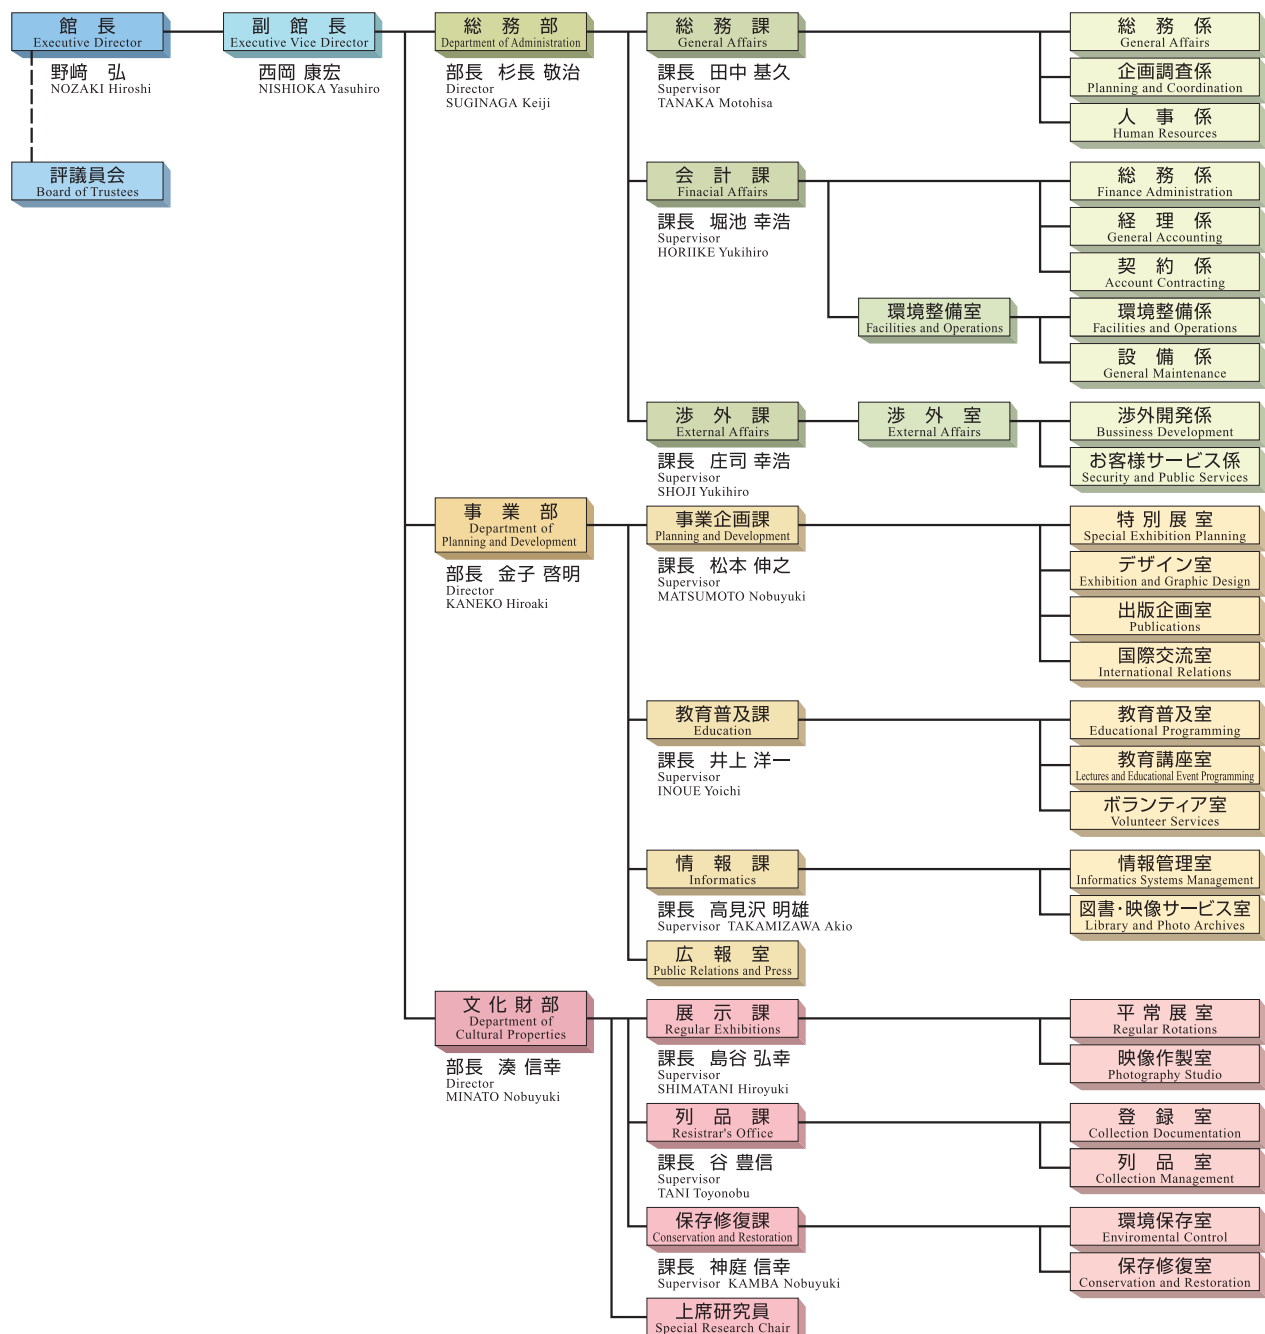 館 長
Executive Director
野﨑 弘
NOZAKI Hiroshi
評議員会
Board of Trustees
副 館 長
Executive Vice Director
西岡 康宏
NISHIOKA Yasuhiro
総 務 部
Department of Administration
部長 杉長 敬治
Director
SUGINAGA Keiji
総 務 課
General Affairs
課長 田中 基久
Supervisor
TANAKA Motohisa
総 務 係
General Affairs
企画調査係
Planning and Coordination
人 事 係
Human Resources
会 計 課
Finacial Affairs
課長 堀池 幸浩
Supervisor
HORIIKE Yukihiro
総 務 係
Finance Administration
経 理 係
General Accounting
契 約 係
Account Contracting
環境整備室
Facilities and Operations
環境整備係
Facilities and Operations
設 備 係
General Maintenance
渉 外 課
External Affairs
課長 庄司 幸浩
Supervisor
SHOJI Yukihiro
渉 外 室
External Affairs
渉外開発係
Bussiness Development
お客様サービス係
Security and Public Services
事 業 部
Department of
Planning and Development
部長 金子 啓明
Director
KANEKO Hiroaki
事業企画課
Planning and Development
課長 松本 伸之
Supervisor
MATSUMOTO Nobuyuki
特 別 展 室
Special Exhibition Planning
デザイン室
Exhibition and Graphic Design
出版企画室
Publications
国際交流室
International Relations
教育普及課
Education
課長 井上 洋一
Supervisor
INOUE Yoichi
教育普及室
Educational Programming
教育講座室
Lectures and Educational Event Programming
ボランティア室
Volunteer Services
情 報 課
Informatics
課長 高見沢 明雄
Supervisor TAKAMIZAWA Akio
情報管理室
Informatics Systems Management
図書・映像サービス室
Library and Photo Archives
広 報 室
Public Relations and Press
文 化 財 部
Department of
Cultural Properties
部長 湊 信幸
Director
MINATO Nobuyuki
展 示 課
Regular Exhibitions
課長 島谷 弘幸
Supervisor
SHIMATANI Hiroyuki
平 常 展 室
Regular Rotations
映像作製室
Photography Studio
列 品 課
Resistrar's Office
課長 谷 豊信
Supervisor
TANI Toyonobu
登 録 室
Collection Documentation
列 品 室
Collection Management
保存修復課
Conservation and Restoration
課長 神庭 信幸
Supervisor KAMBA Nobuyuki
環境保存室
Enviromental Control
保存修復室
Conservation and Restoration
上席研究員
Special Research Chair